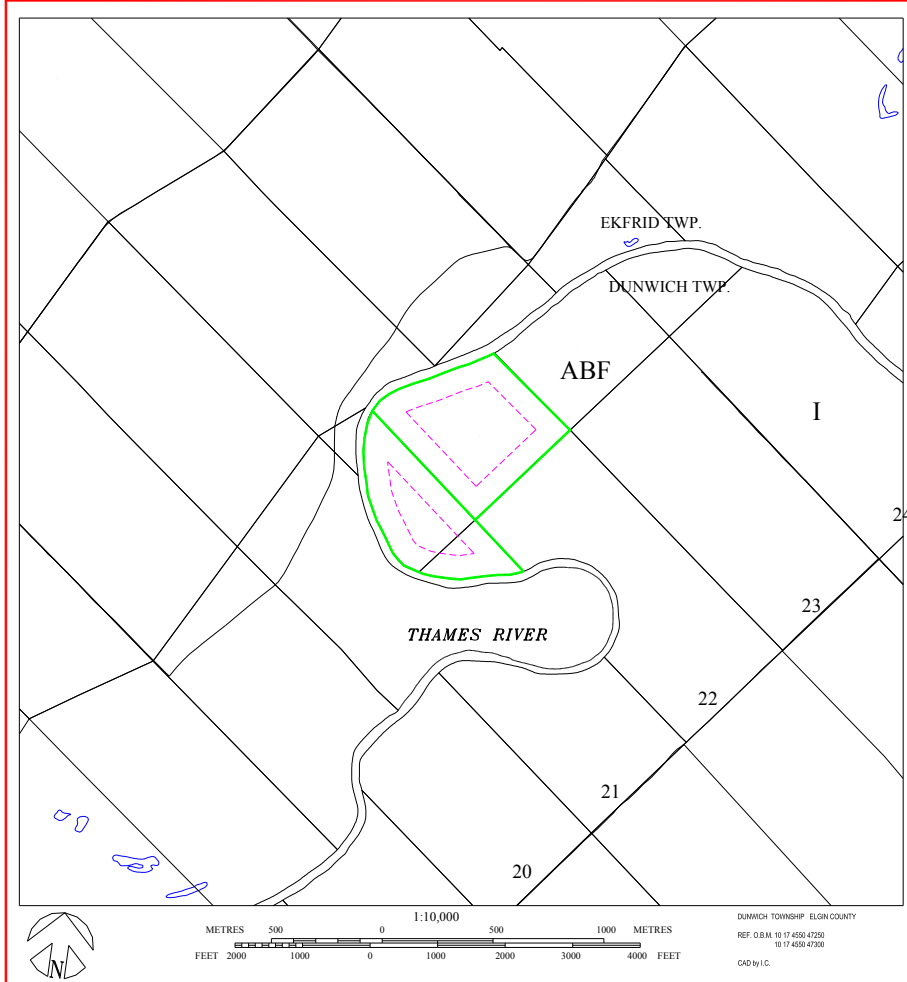 EKFRID TWP.
DUNWICH TWP.
ABF
I
24
23
THAMES RIVER
22
21
20
1:10,000
METRES 500 0 500 1000 METRES
FEET 2000 1000 0 1000 2000 3000 4000 FEET
N
DUNWICH TOWNSHIP ELGIN COUNTY
REF. O.B.M. 10 17 4550 47250
10 17 4550 47300
CAD by I.C.